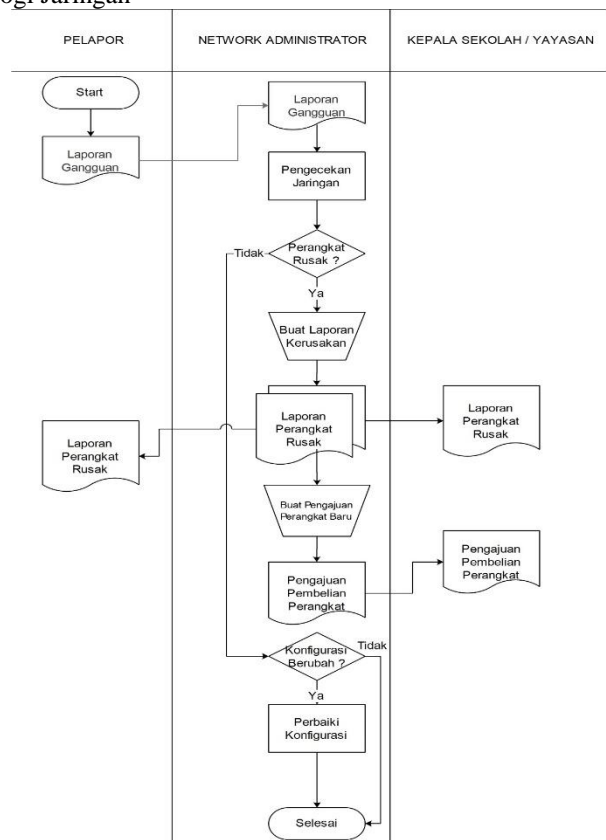 ogi Jaringan
PELAPOR
NETWORK ADMINISTRATOR
KEPALA SEKOLAH / YAYASAN
Start
Laporan
Gangguan
Laporan
Gangguan
Pengecekan
Jaringan
Perangkat
Rusak ?
Tidak
Ya
Buat Laporan
Kerusakan
Laporan
Perangkat
Rusak
Laporan
Perangkat
Rusak
Laporan
Perangkat
Rusak
Buat Pengajuan
Perangkat Baru
Pengajuan
Pembelian
Perangkat
Pengajuan
Pembelian
Perangkat
Konfigurasi
Berubah ?
Tidak
Ya
Perbaiki
Konfigurasi
Selesai